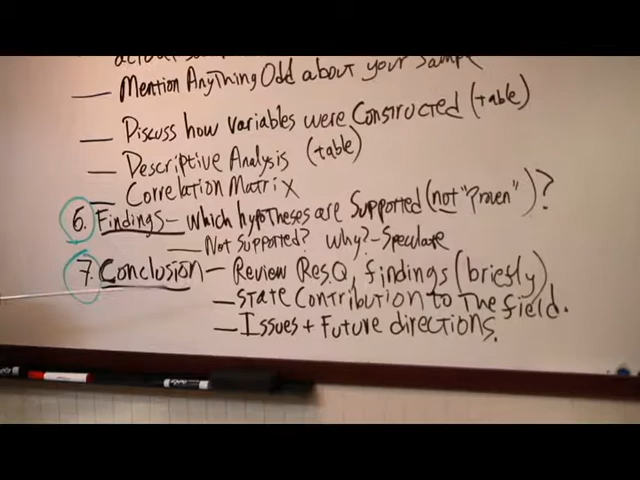 about your Sample
Mention Anything Odd
Discuss how variables were Constructed (table)
Descriptive Analysis (table)
Correlation Matrix
6. Findings – which hypotheses are Supported (not "Proven")?
Not Supported? why? – Speculate
7. Conclusion – Review Res.Q, findings (briefly)
State Contribution to The field.
Issues + Future directions.
EXPO